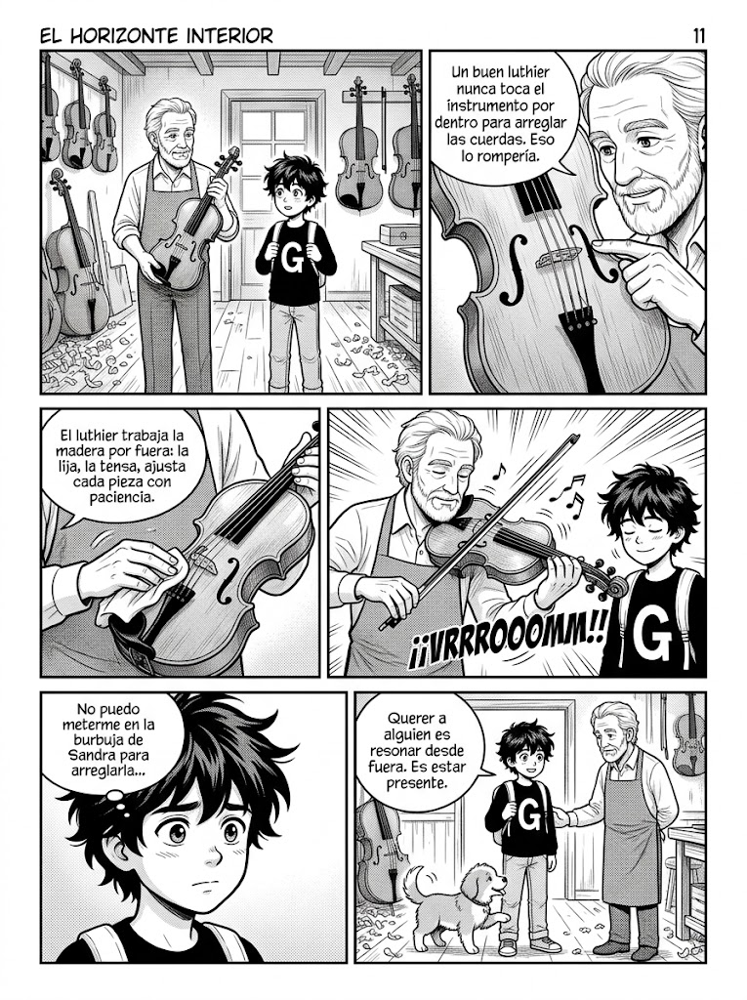 EL HORIZONTE INTERIOR
11
G
Un buen luthier
nunca toca el
instrumento por
dentro para arreglar
las cuerdas. Eso
lo rompería.
El luthier trabaja la
madera por fuera: la
lija, la tensa, ajusta
cada pieza con
paciencia.
¡¡VRRROOOMM!!
G
No puedo
meterme en la
burbuja de
Sandra para
arreglarla...
Querer a
alguien es
resonar desde
fuera. Es estar
presente.
G